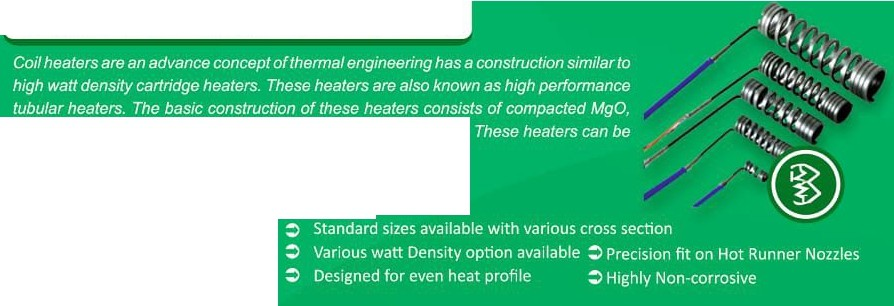 Coil heaters are an advance concept of thermal engineering has a construction similar to
high watt density cartridge heaters. These heaters are also known as high performance
tubular heaters. The basic construction of these heaters consists of compacted MgO,
These heaters can be
Standard sizes available with various cross section
Various watt Density option available Precision fit on Hot Runner Nozzles
Designed for even heat profile Highly Non-corrosive